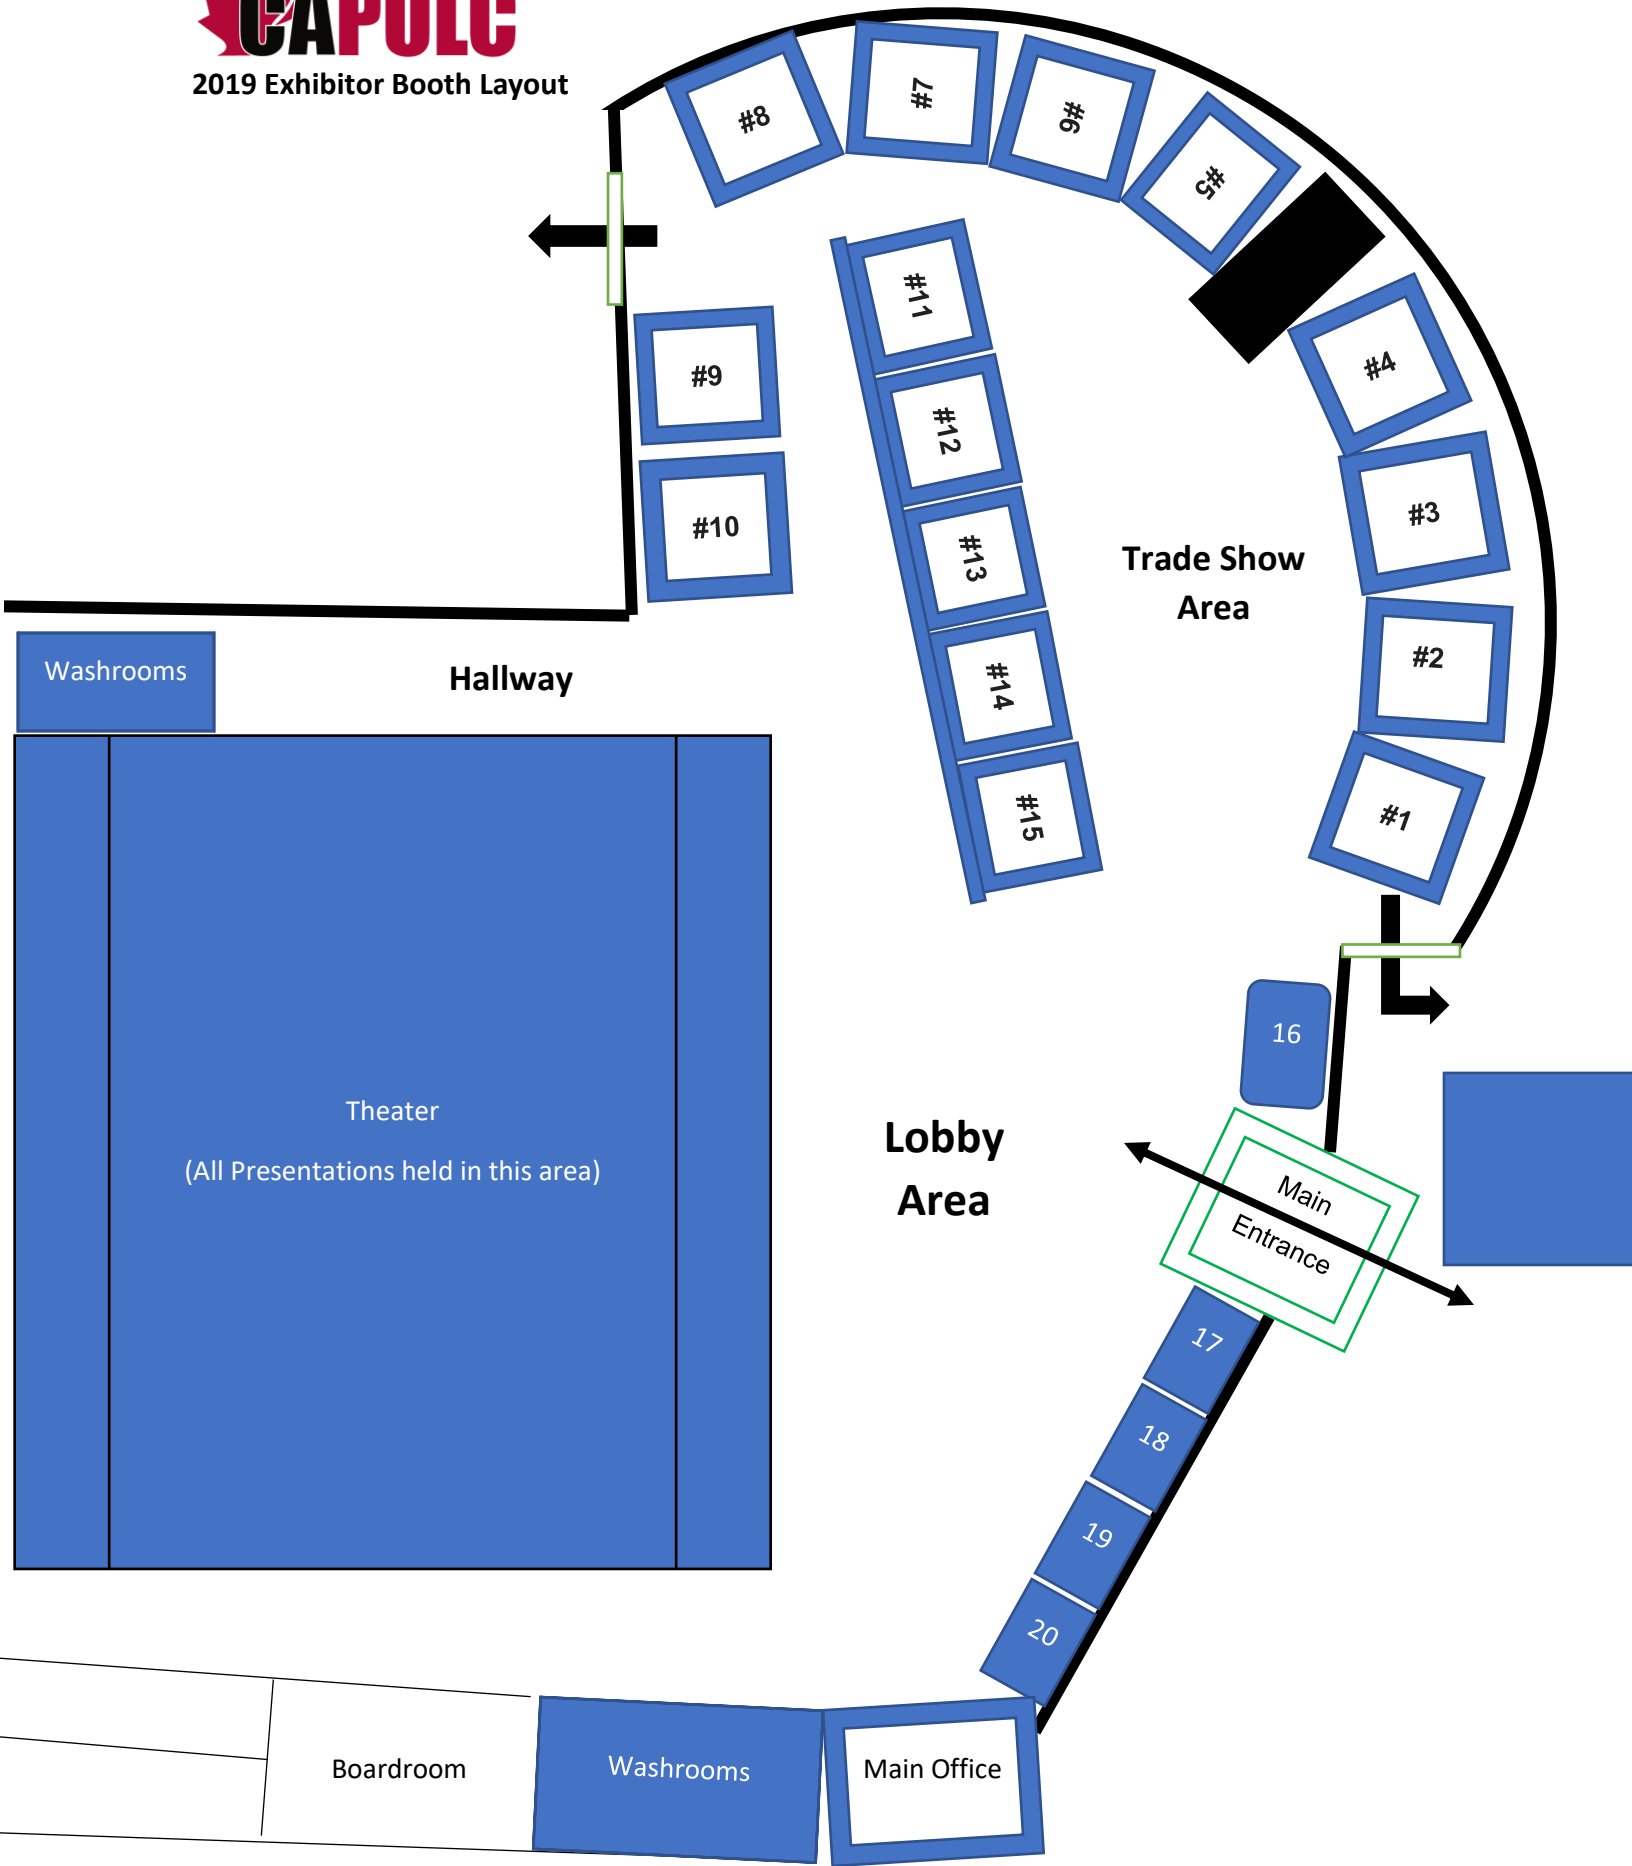 CAPULC
2019 Exhibitor Booth Layout
#8
#7
#6
#5
#4
#3
#2
#1
#9
#10
#11
#12
#13
#14
#15
Trade Show
Area
Washrooms
Hallway
Theater
(All Presentations held in this area)
Lobby
Area
16
Main
Entrance
17
18
19
20
Boardroom
Washrooms
Main Office